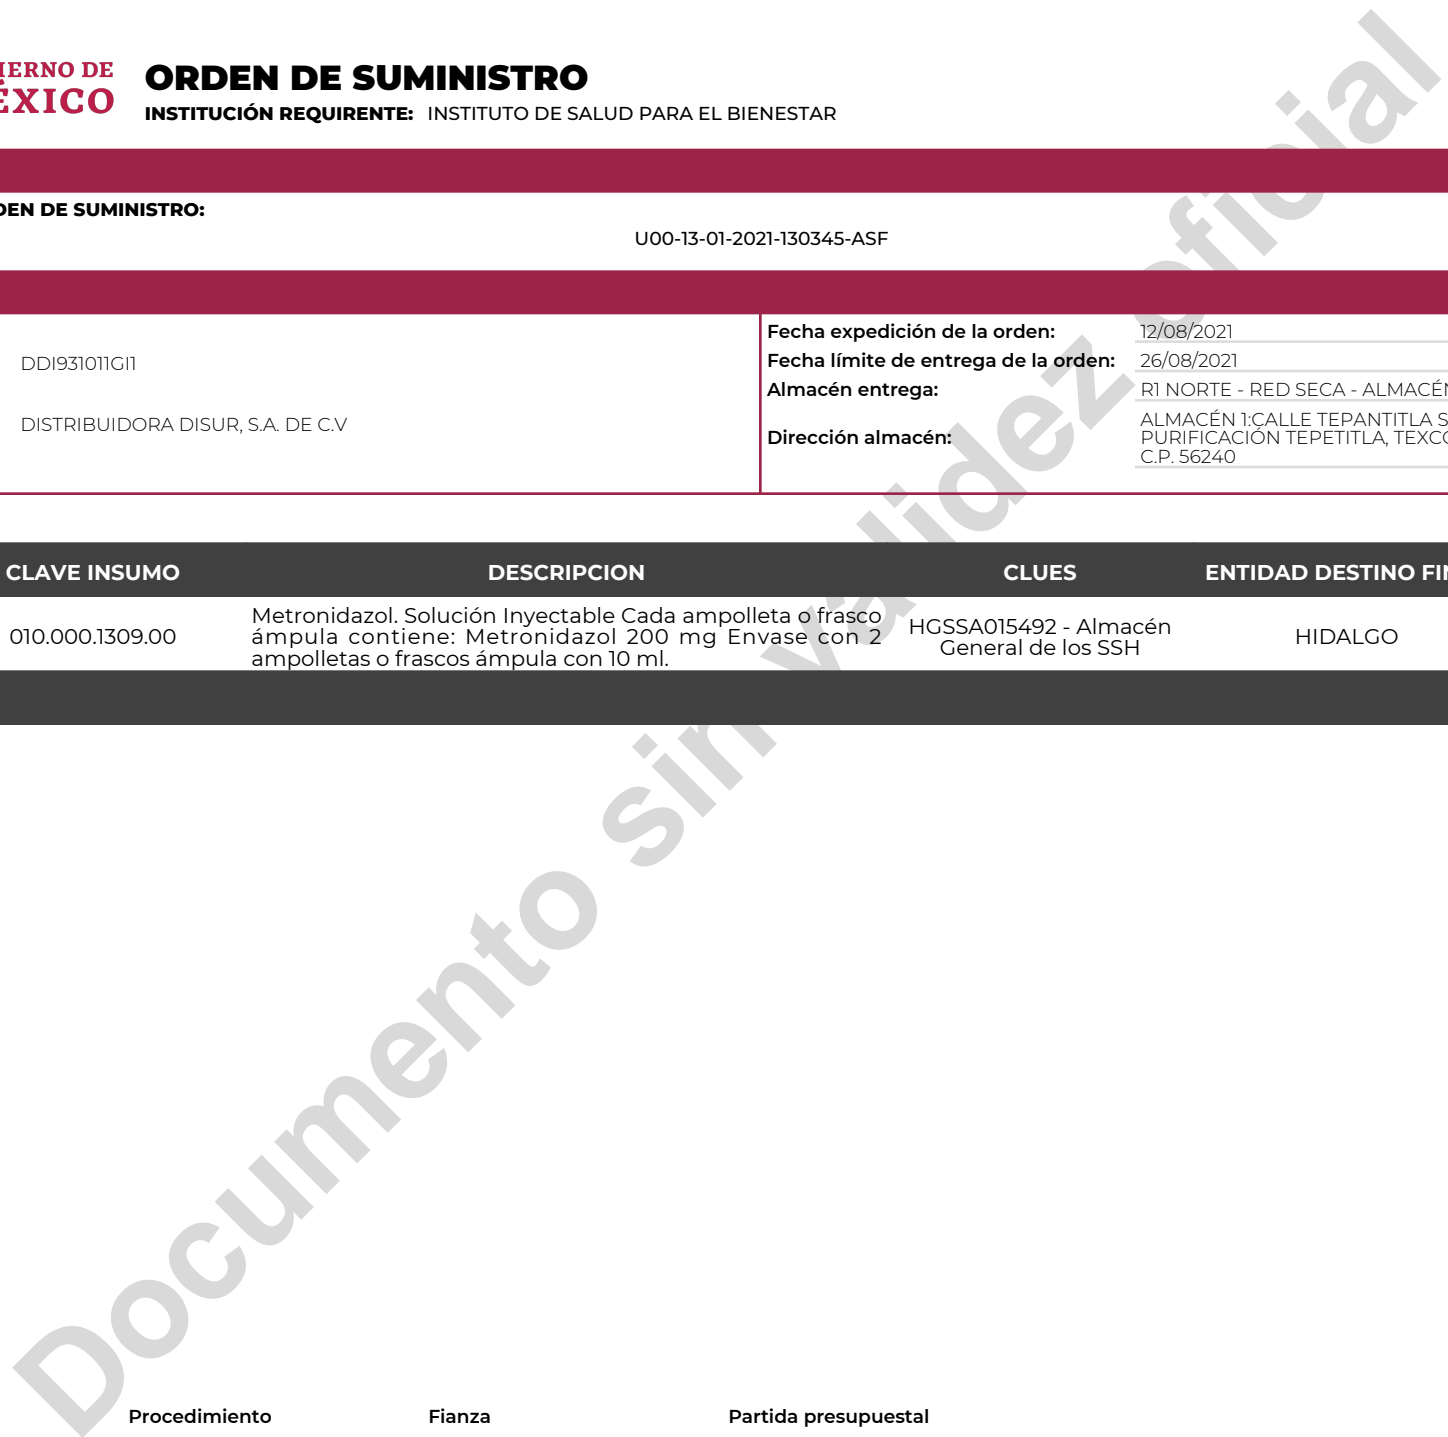 IERNO DE
ÉXICO
ORDEN DE SUMINISTRO
INSTITUCIÓN REQUIRENTE: INSTITUTO DE SALUD PARA EL BIENESTAR
DEN DE SUMINISTRO:
U00-13-01-2021-130345-ASF
DDI931011GI1
DISTRIBUIDORA DISUR, S.A. DE C.V
Fecha expedición de la orden: 12/08/2021
Fecha límite de entrega de la orden: 26/08/2021
Almacén entrega: R1 NORTE - RED SECA - ALMACÉN
Dirección almacén: ALMACÉN 1:CALLE TEPANTITLA S
PURIFICACIÓN TEPETITLA, TEXCO
C.P. 56240
CLAVE INSUMO DESCRIPCION CLUES ENTIDAD DESTINO FIN
010.000.1309.00
Metronidazol. Solución Inyectable Cada ampolleta o frasco
ámpula contiene: Metronidazol 200 mg Envase con 2
ampolletas o frascos ámpula con 10 ml.
HGSSA015492 - Almacén
General de los SSH
HIDALGO
Documento sin validez oficial
Procedimiento Fianza Partida presupuestal